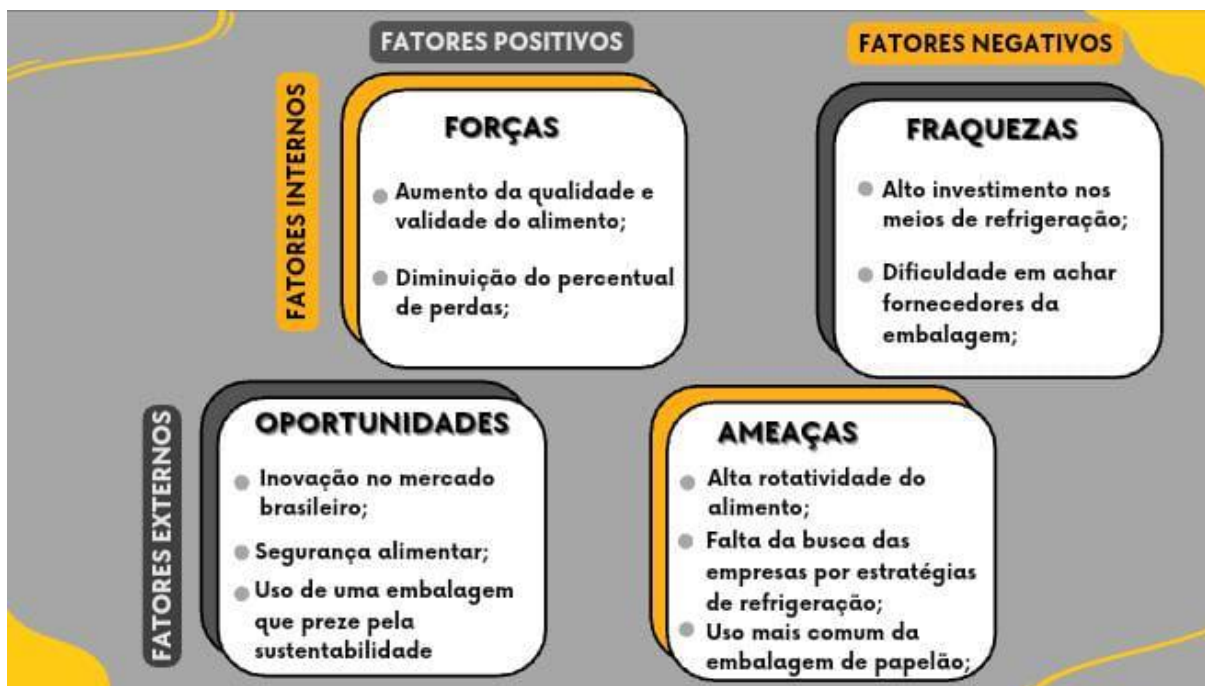 FATORES POSITIVOS
FATORES NEGATIVOS
FATORES INTERNOS
FORÇAS
Aumento da qualidade e
validade do alimento;
Diminuição do percentual
de perdas;
FRAQUEZAS
Alto investimento nos
meios de refrigeração;
Dificuldade em achar
fornecedores da
embalagem;
FATORES EXTERNOS
OPORTUNIDADES
Inovação no mercado
brasileiro;
Segurança alimentar;
Uso de uma embalagem
que preze pela
sustentabilidade
AMEAÇAS
Alta rotatividade do
alimento;
Falta da busca das
empresas por estratégias
de refrigeração;
Uso mais comum da
embalagem de papelão;